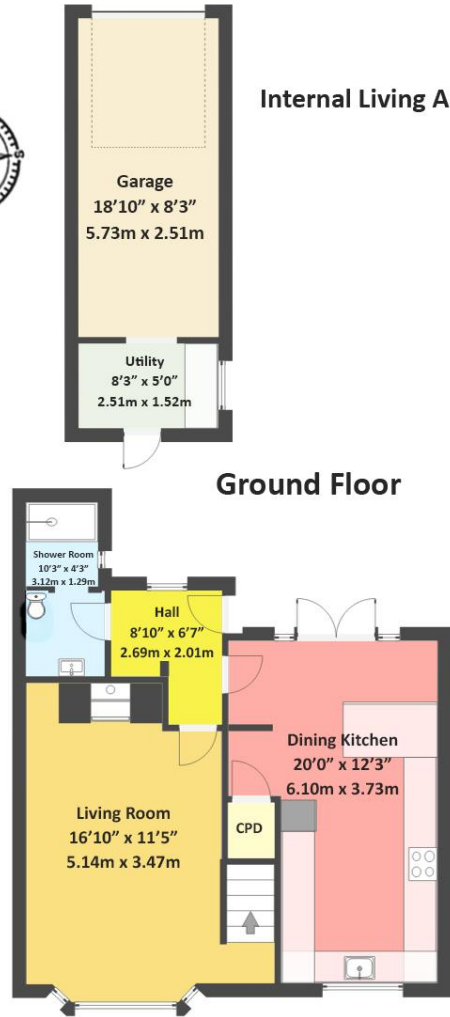 Internal Living A
S
Garage
18’10” x 8’3”
5.73m x 2.51m
Utility
8’3” x 5’0”
2.51m x 1.52m
Ground Floor
Shower Room
10’3” x 4’3”
3.12m x 1.29m
Hall
8’10” x 6’7”
2.69m x 2.01m
Dining Kitchen
20’0” x 12’3”
6.10m x 3.73m
Living Room
16’10” x 11’5”
5.14m x 3.47m
CPD